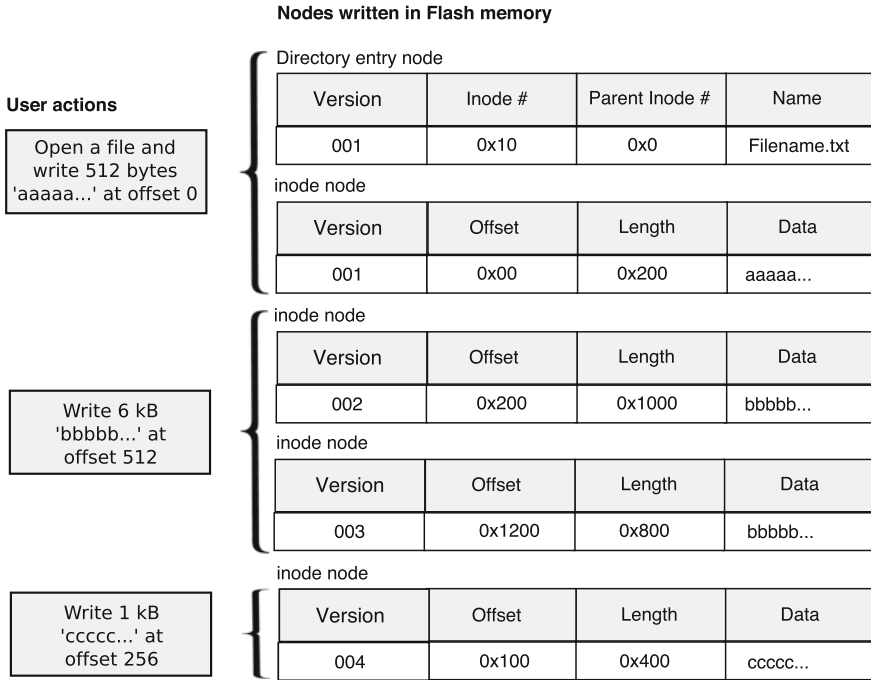 Nodes written in Flash memory
User actions
Open a file and
write 512 bytes
'aaaaa...' at offset 0
Directory entry node
Version Inode # Parent Inode # Name
001 0x10 0x0 Filename.txt
inode node
Version Offset Length Data
001 0x00 0x200 aaaaa...
Write 6 kB
'bbbbb...' at
offset 512
inode node
Version Offset Length Data
002 0x200 0x1000 bbbbb...
inode node
Version Offset Length Data
003 0x1200 0x800 bbbbb...
Write 1 kB
'ccccc...' at
offset 256
inode node
Version Offset Length Data
004 0x100 0x400 ccccc...